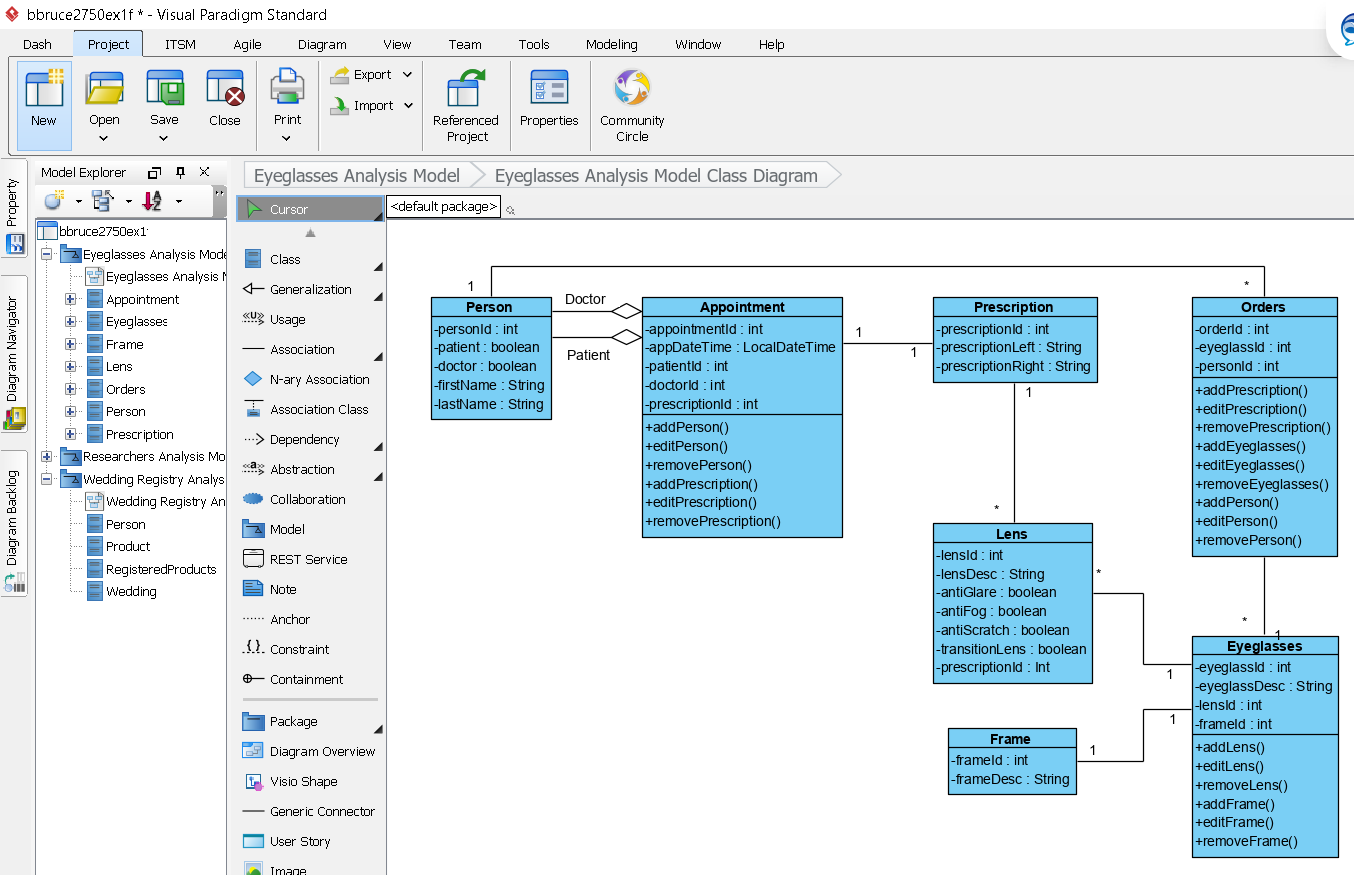 bbruce2750ex1f * - Visual Paradigm Standard
Dash Project ITSM Agile Diagram View Team Tools Modeling Window Help
New
Open
Save
Close
Print
Export
Import
Referenced
Project
Properties
Community
Circle
Property
Diagram Navigator
Diagram Backlog
Model Explorer
bbruce2750ex1
Eyeglasses Analysis Mode
Eyeglasses Analysis M
Appointment
Eyeglasses
Frame
Lens
Orders
Person
Prescription
Researchers Analysis Mo
Wedding Registry Analys
Wedding Registry An
Person
Product
RegisteredProducts
Wedding
Eyeglasses Analysis Model
Eyeglasses Analysis Model Class Diagram
<default package>
Cursor
Class
Generalization
«U» Usage
Association
N-ary Association
Association Class
Dependency
«a» Abstraction
Collaboration
Model
REST Service
Note
Anchor
{.} Constraint
Containment
Package
Diagram Overview
Visio Shape
Generic Connector
User Story
Image
1
*
Person
-personId : int
-patient : boolean
-doctor : boolean
-firstName : String
-lastName : String
Doctor
Patient
Appointment
-appointmentId : int
-appDateTime : LocalDateTime
-patientId : int
-doctorId : int
-prescriptionId : int
+addPerson()
+editPerson()
+removePerson()
+addPrescription()
+editPrescription()
+removePrescription()
1
1
Prescription
-prescriptionId : int
-prescriptionLeft : String
-prescriptionRight : String
1
*
Lens
-lensId : int
-lensDesc : String
-antiGlare : boolean
-antiFog : boolean
-antiScratch : boolean
-transitionLens : boolean
-prescriptionId : Int
*
1
Frame
-frameId : int
-frameDesc : String
1
1
Orders
-orderId : int
-eyeglassId : int
-personId : int
+addPrescription()
+editPrescription()
+removePrescription()
+addEyeglasses()
+editEyeglasses()
+removeEyeglasses()
+addPerson()
+editPerson()
+removePerson()
*
1
Eyeglasses
-eyeglassId : int
-eyeglassDesc : String
-lensId : int
-frameId : int
+addLens()
+editLens()
+removeLens()
+addFrame()
+editFrame()
+removeFrame()